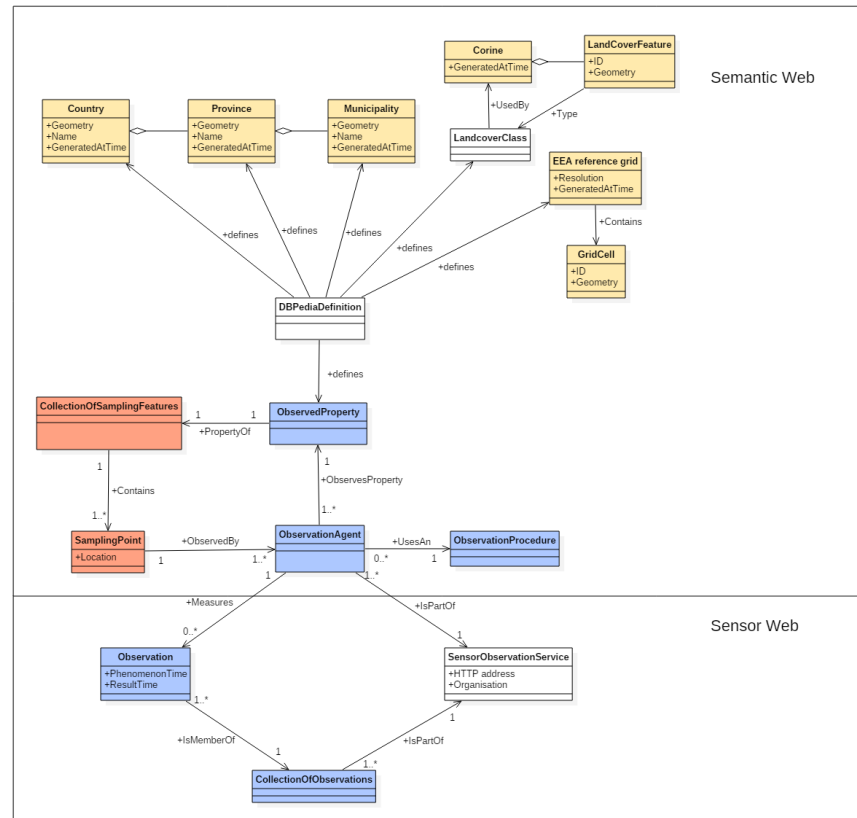 Corine
+GeneratedAtTime
LandCoverFeature
+ID
+Geometry
Semantic Web
+UsedBy
+Type
Country
+Geometry
+Name
+GeneratedAtTime
Province
+Geometry
+Name
+GeneratedAtTime
Municipality
+Geometry
+Name
+GeneratedAtTime
LandcoverClass
EEA reference grid
+Resolution
+GeneratedAtTime
+Contains
+defines
+defines
+defines
+defines
+defines
GridCell
+ID
+Geometry
DBPediaDefinition
+defines
CollectionOfSamplingFeatures
1
1
+PropertyOf
ObservedProperty
1
+Contains
1..*
1
+ObservesProperty
1..*
SamplingPoint
+Location
1
+ObservedBy
1..*
ObservationAgent
+UsesAn
0..*
1
ObservationProcedure
1
1..*
+Measures
0..*
+IsPartOf
1
Sensor Web
Observation
+PhenomenonTime
+ResultTime
SensorObservationService
+HTTP address
+Organisation
1..*
+IsMemberOf
1
1
+IsPartOf
1..*
CollectionOfObservations